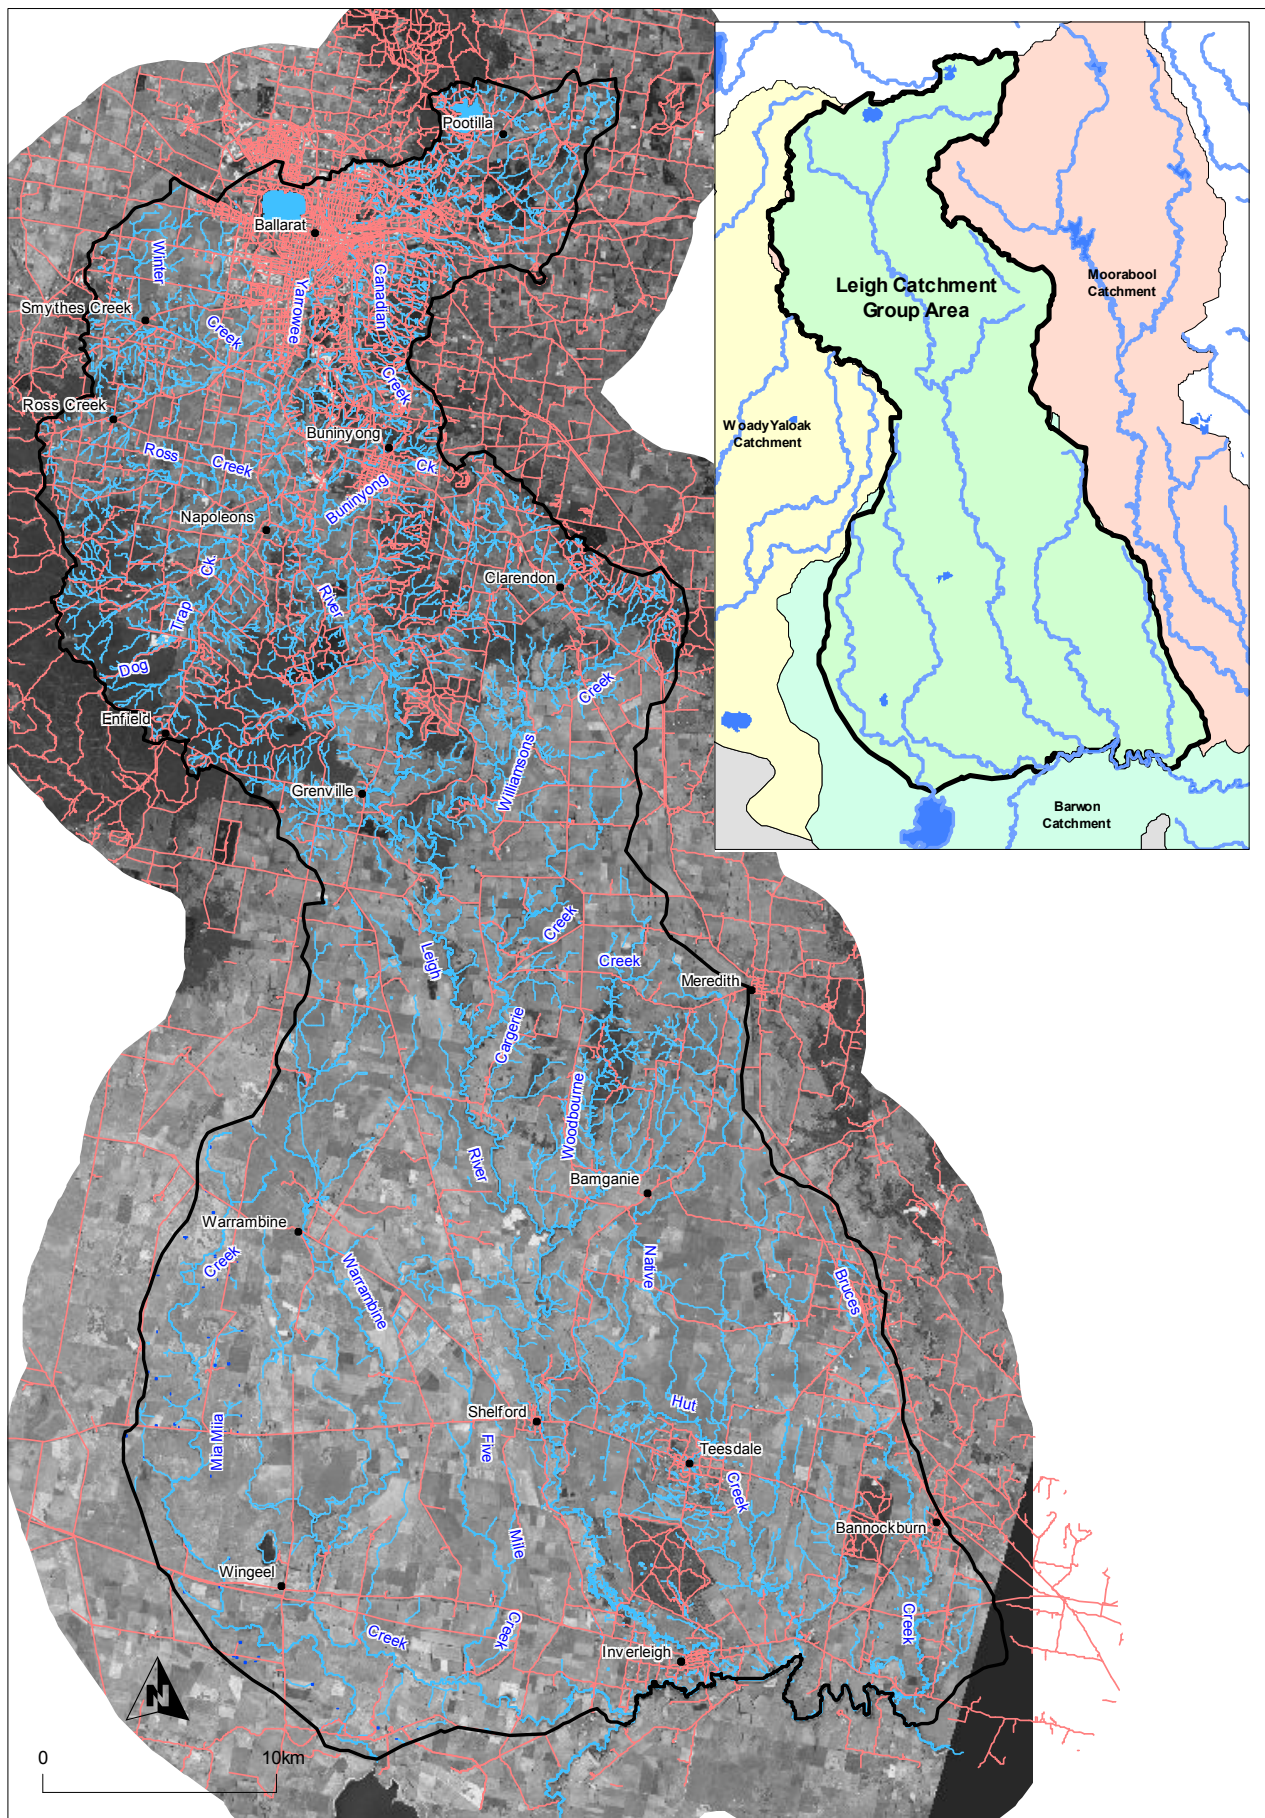 Pootilla
Ballarat
Winter
Canadian
Yarrowee
Smythes Creek
Creek
Creek
Ross Creek
Buninyong
Ross
Creek
Ck.
Buninyong
Napoleons
Ck.
Clarendon
River
Trap
Dog
Creek
Enfield
Williamsons
Grenville
Creek
Leigh
Creek
Meredith
Cargerie
Woodbourne
River
Bamganie
Warrambine
Creek
Warrambine
Native
Bruces
Hut
Shelford
Mia Miia
Five
Teesdale
Creek
Bannockburn
Mile
Wingeel
Creek
Creek
Creek
Inverleigh
N
0
10km
Leigh Catchment
Group Area
Moorabool
Catchment
Woady Yaloak
Catchment
Barwon
Catchment